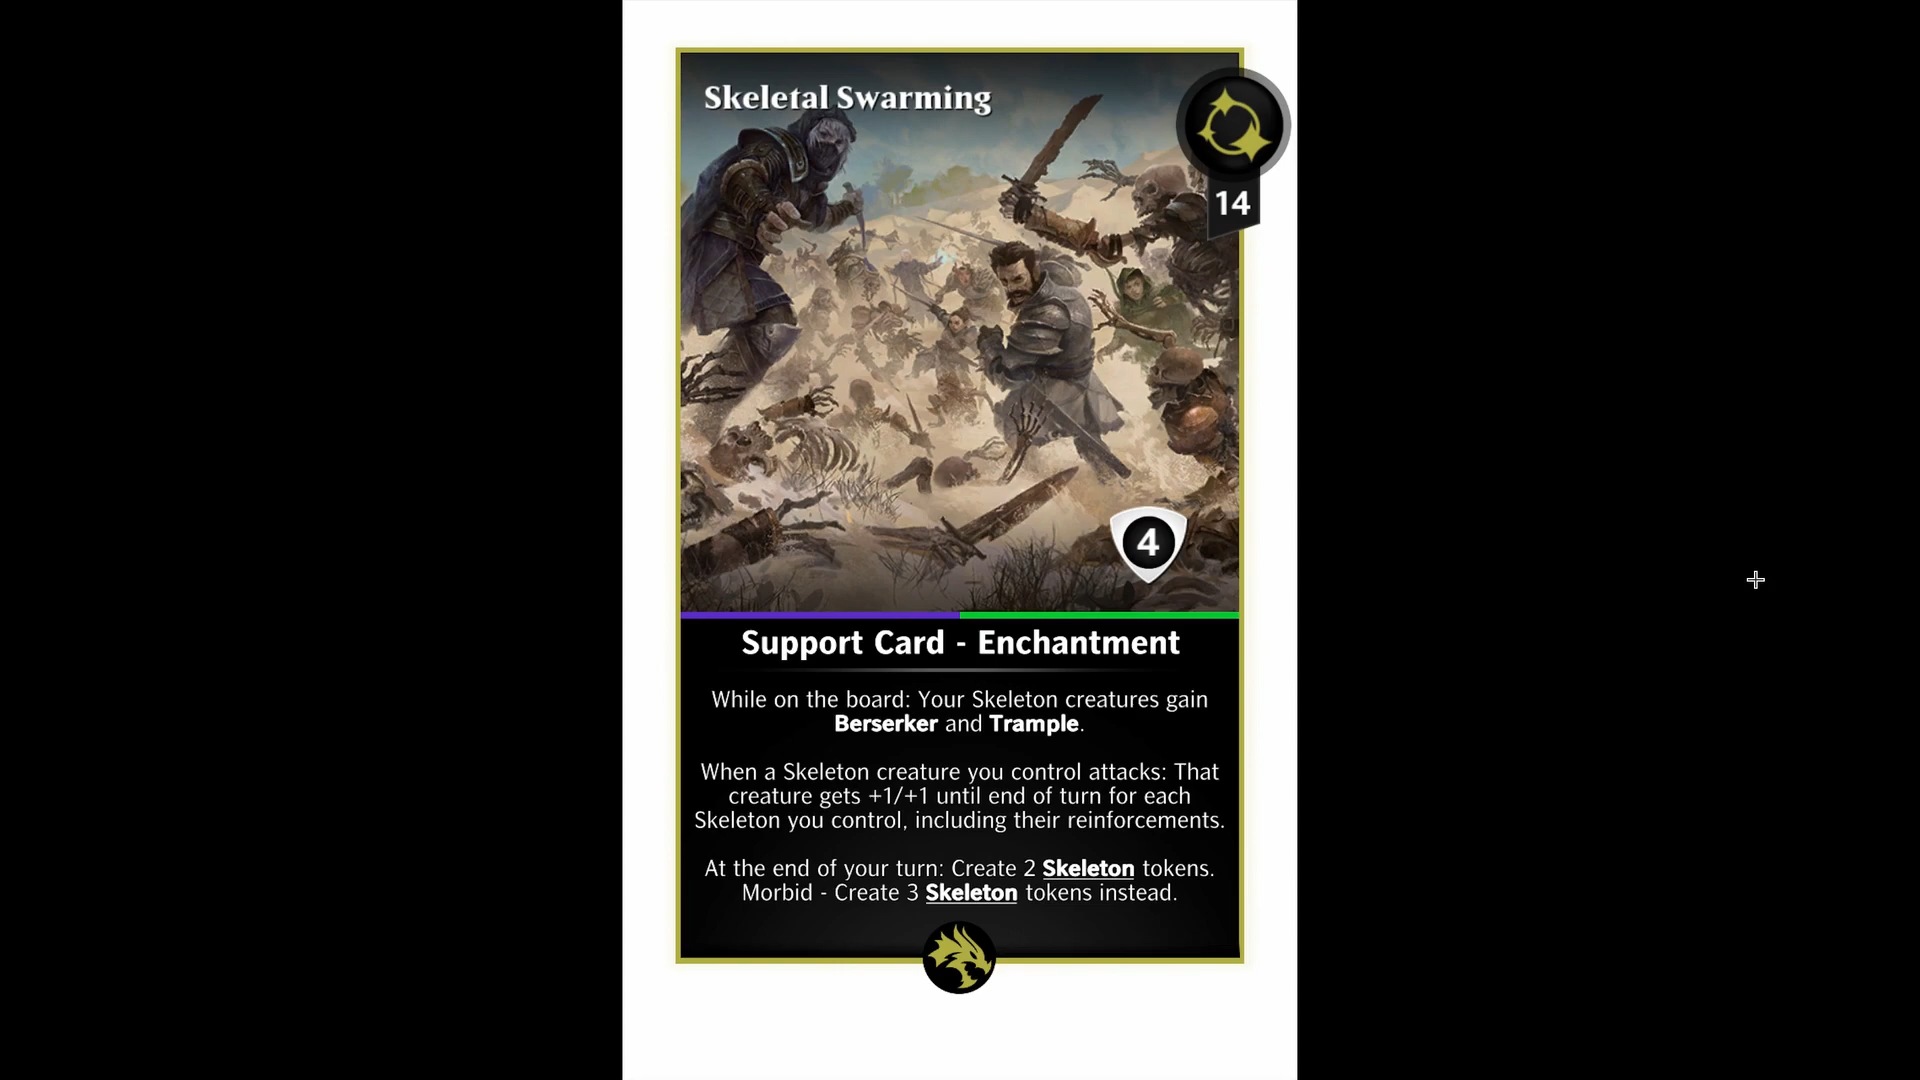 Skeletal Swarming
14
4
Support Card - Enchantment
While on the board: Your Skeleton creatures gain
Berserker and Trample.
When a Skeleton creature you control attacks: That
creature gets +1/+1 until end of turn for each
Skeleton you control, including their reinforcements.
At the end of your turn: Create 2 Skeleton tokens.
Morbid - Create 3 Skeleton tokens instead.